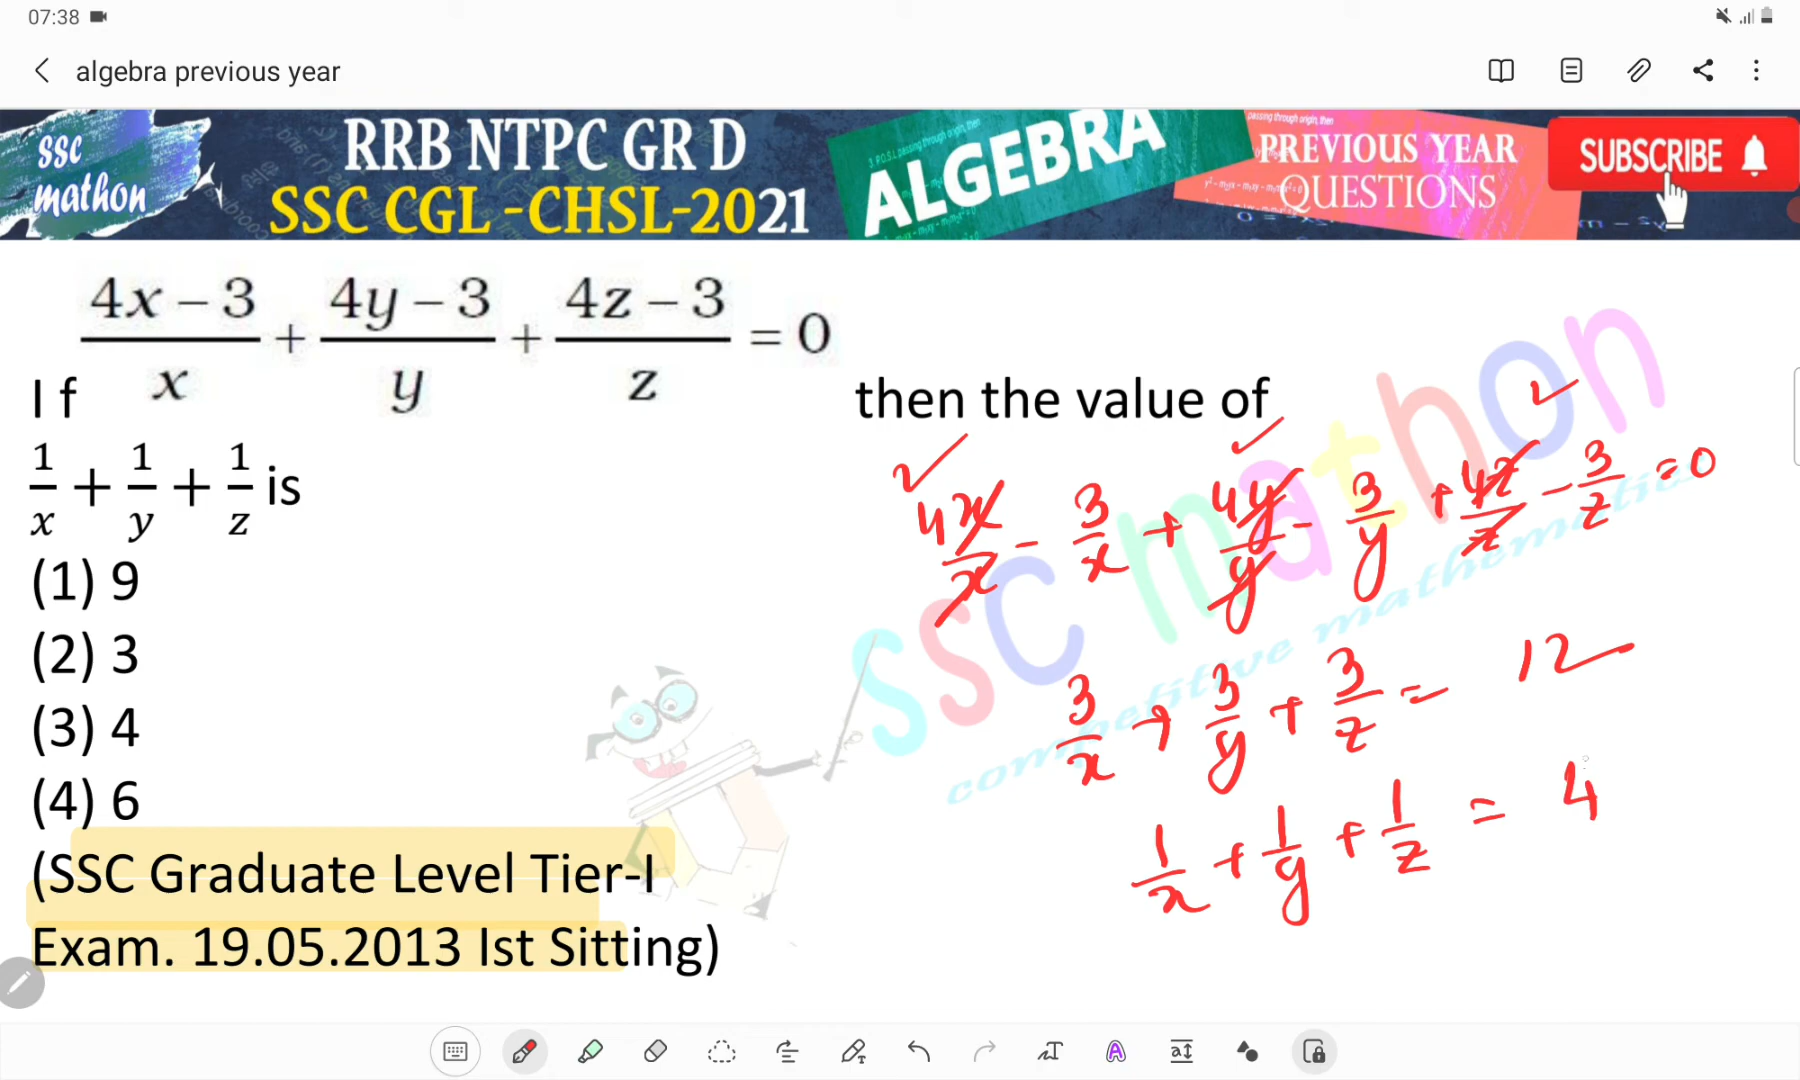 07:38
algebra previous year
SSC mathon
RRB NTPC GR D
SSC CGL-CHSL-2021
ALGEBRA
PREVIOUS YEAR
QUESTIONS
SUBSCRIBE
(4x – 3)/x + (4y – 3)/y + (4z – 3)/z = 0
I f then the value of
1/x + 1/y + 1/z is
(1) 9
(2) 3
(3) 4
(4) 6
(SSC Graduate Level Tier-I
Exam. 19.05.2013 Ist Sitting)
4x/x – 3/x + 4y/y – 3/y + 4z/z – 3/z = 0
3/x + 3/y + 3/z = 12
1/x + 1/y + 1/z = 4
ssc mathon
competitive mathematics